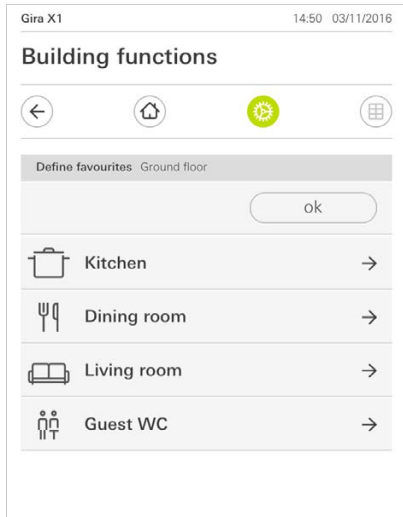 Gira X1 14:50 03/11/2016
Building functions
Define favourites Ground floor
ok
Kitchen
Dining room
Living room
Guest WC